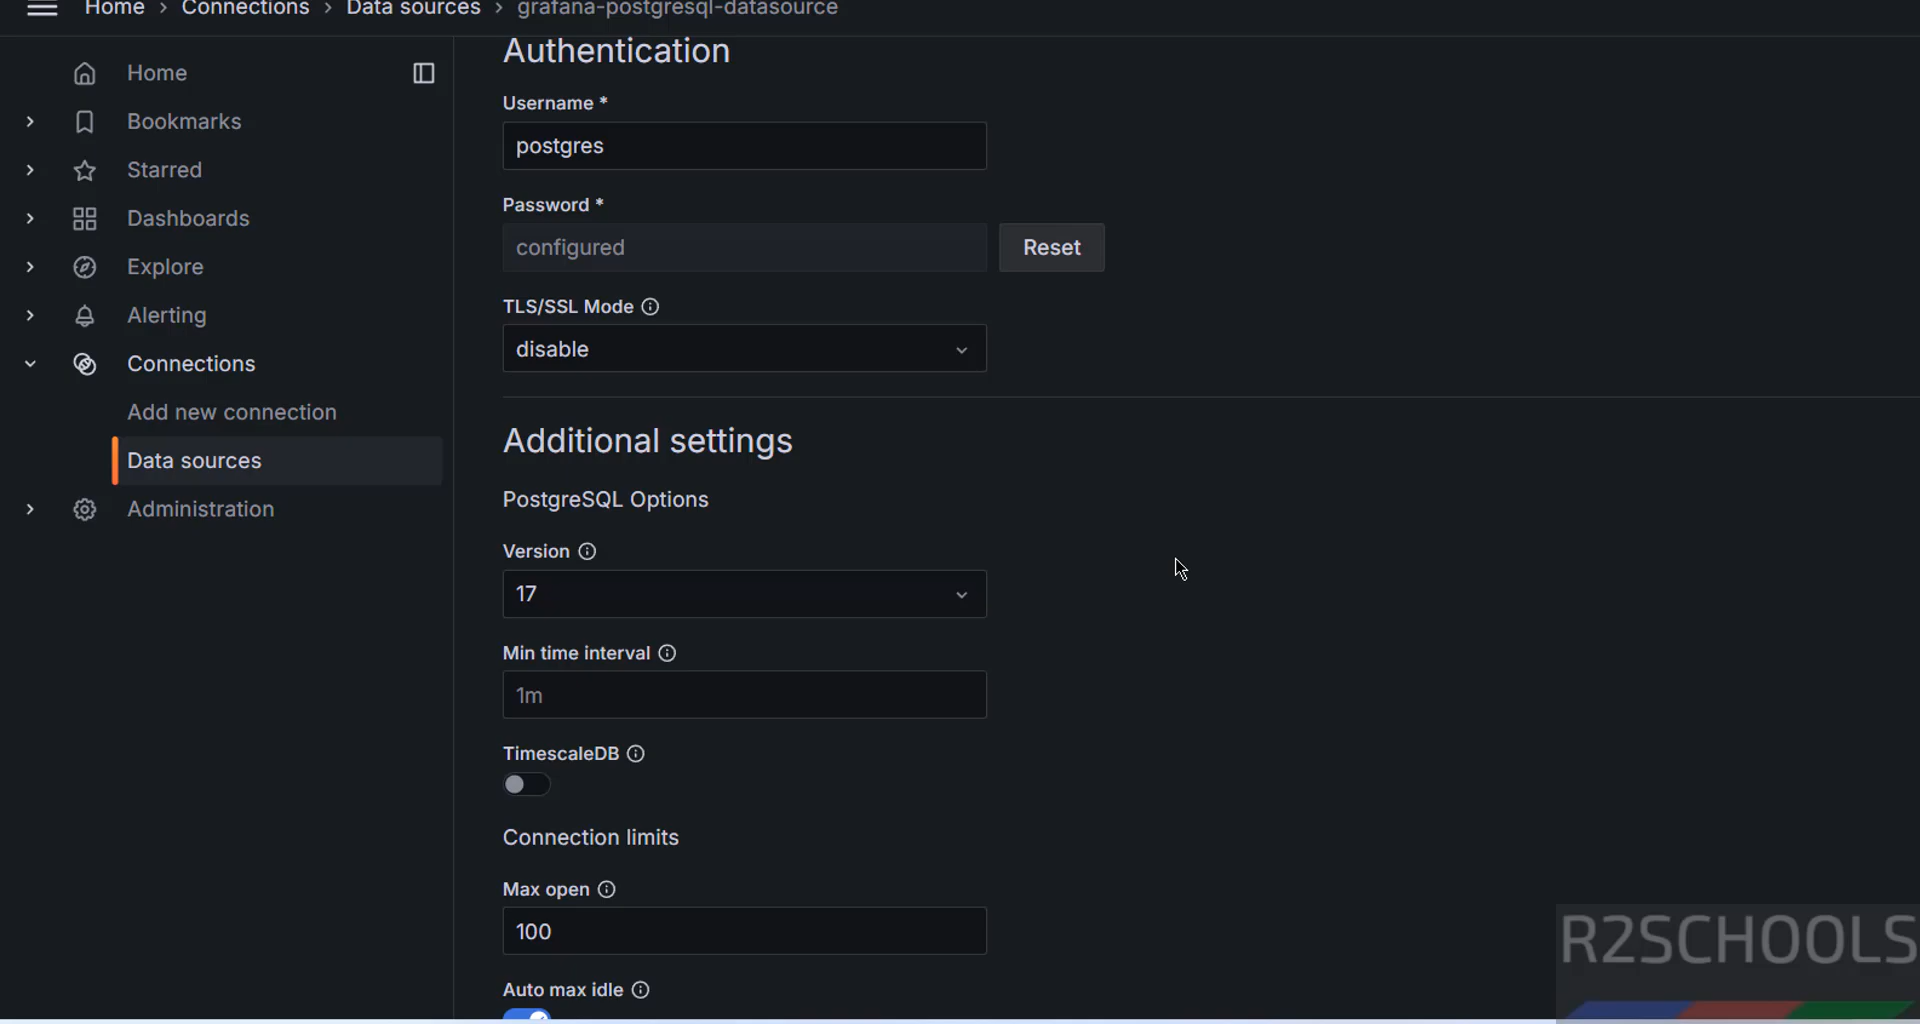 Home › Connections › Data sources › grafana-postgresql-datasource
Home
Bookmarks
Starred
Dashboards
Explore
Alerting
Connections
Add new connection
Data sources
Administration
Authentication
Username *
postgres
Password *
configured
Reset
TLS/SSL Mode
disable
Additional settings
PostgreSQL Options
Version
17
Min time interval
1m
TimescaleDB
Connection limits
Max open
100
Auto max idle
R2SCHOOLS